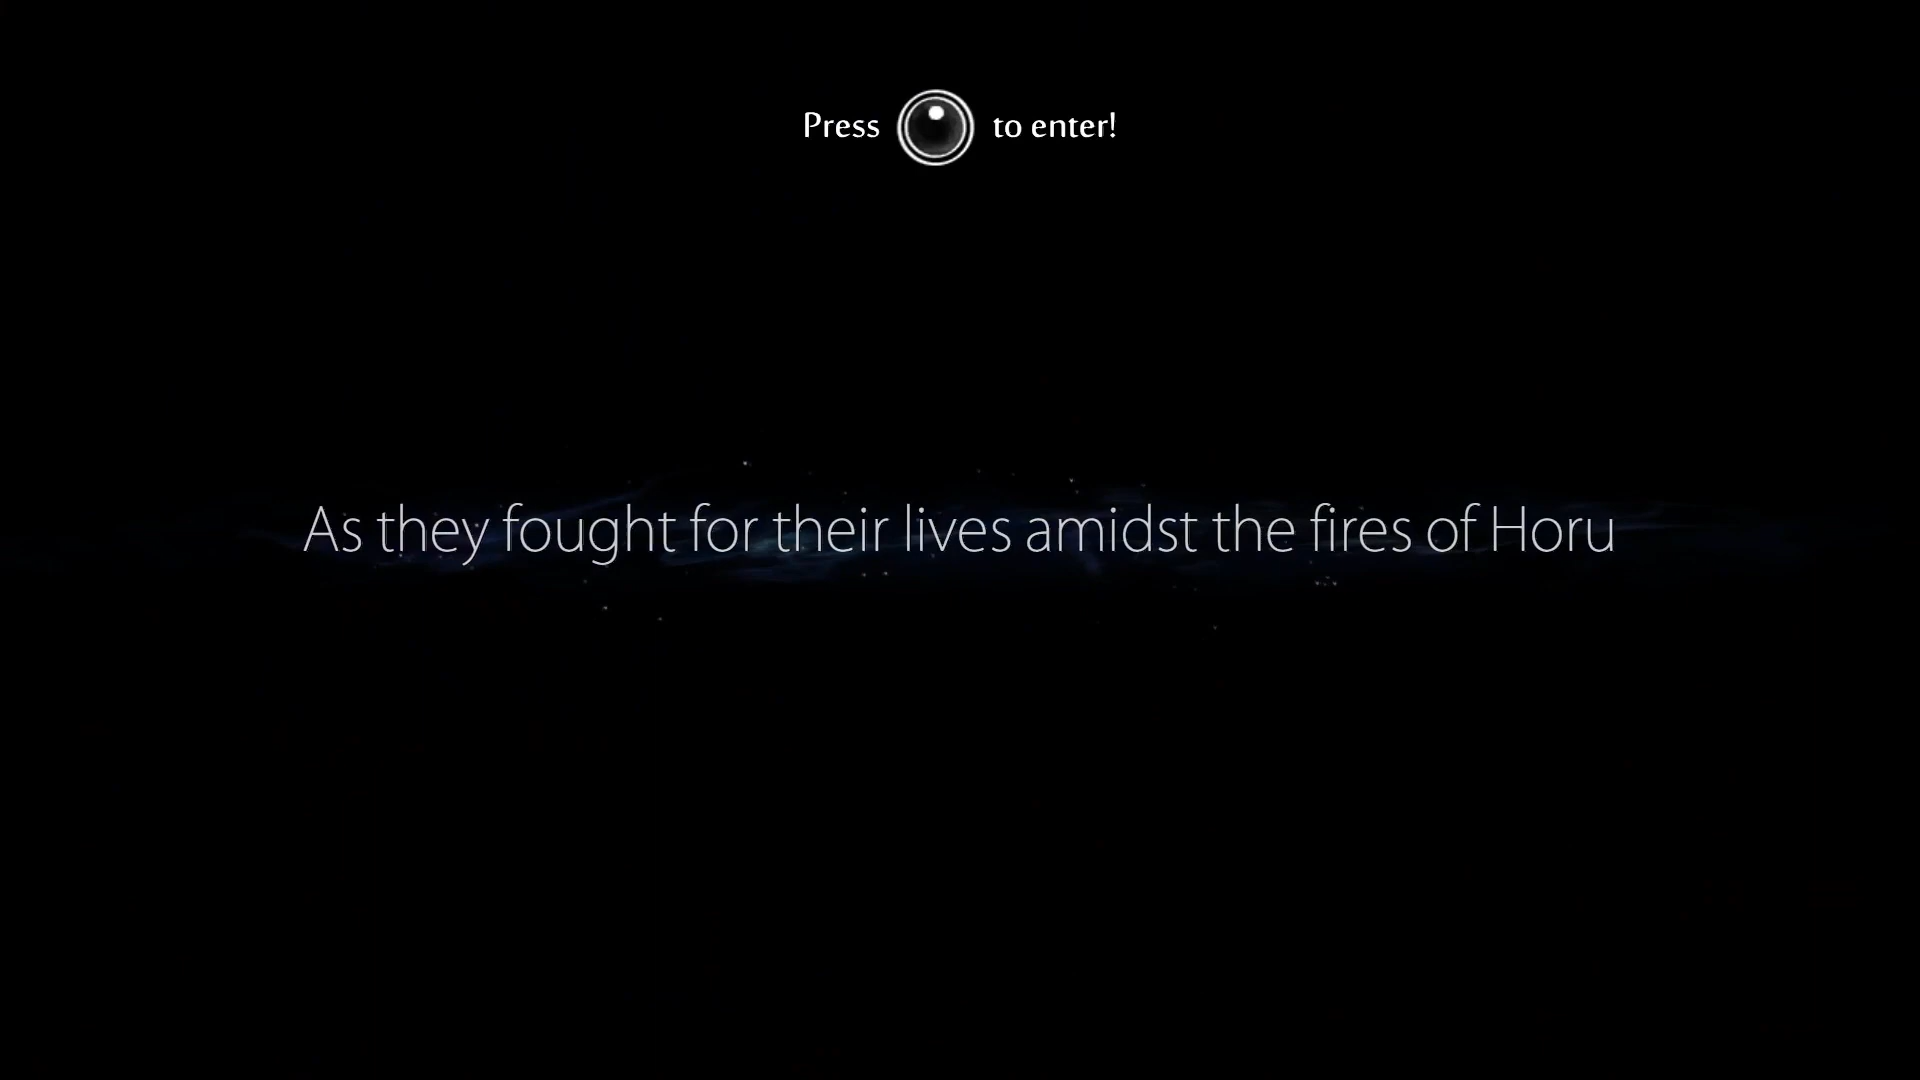 Press to enter!
As they fought for their lives amidst the fires of Horu